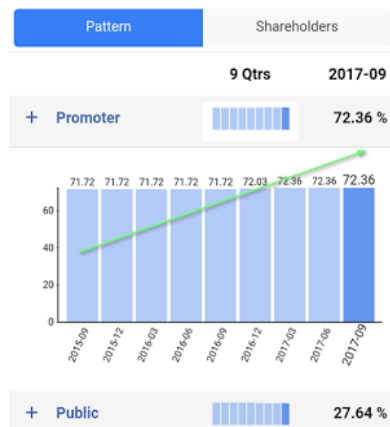 Pattern Shareholders
9 Qtrs 2017-09
+ Promoter 72.36 %
71.72 71.72 71.72 71.72 71.72 72.03 72.36 72.36 72.36
60
40
20
0
2015-09 2015-12 2016-03 2016-06 2016-09 2016-12 2017-03 2017-06 2017-09
+ Public 27.64 %